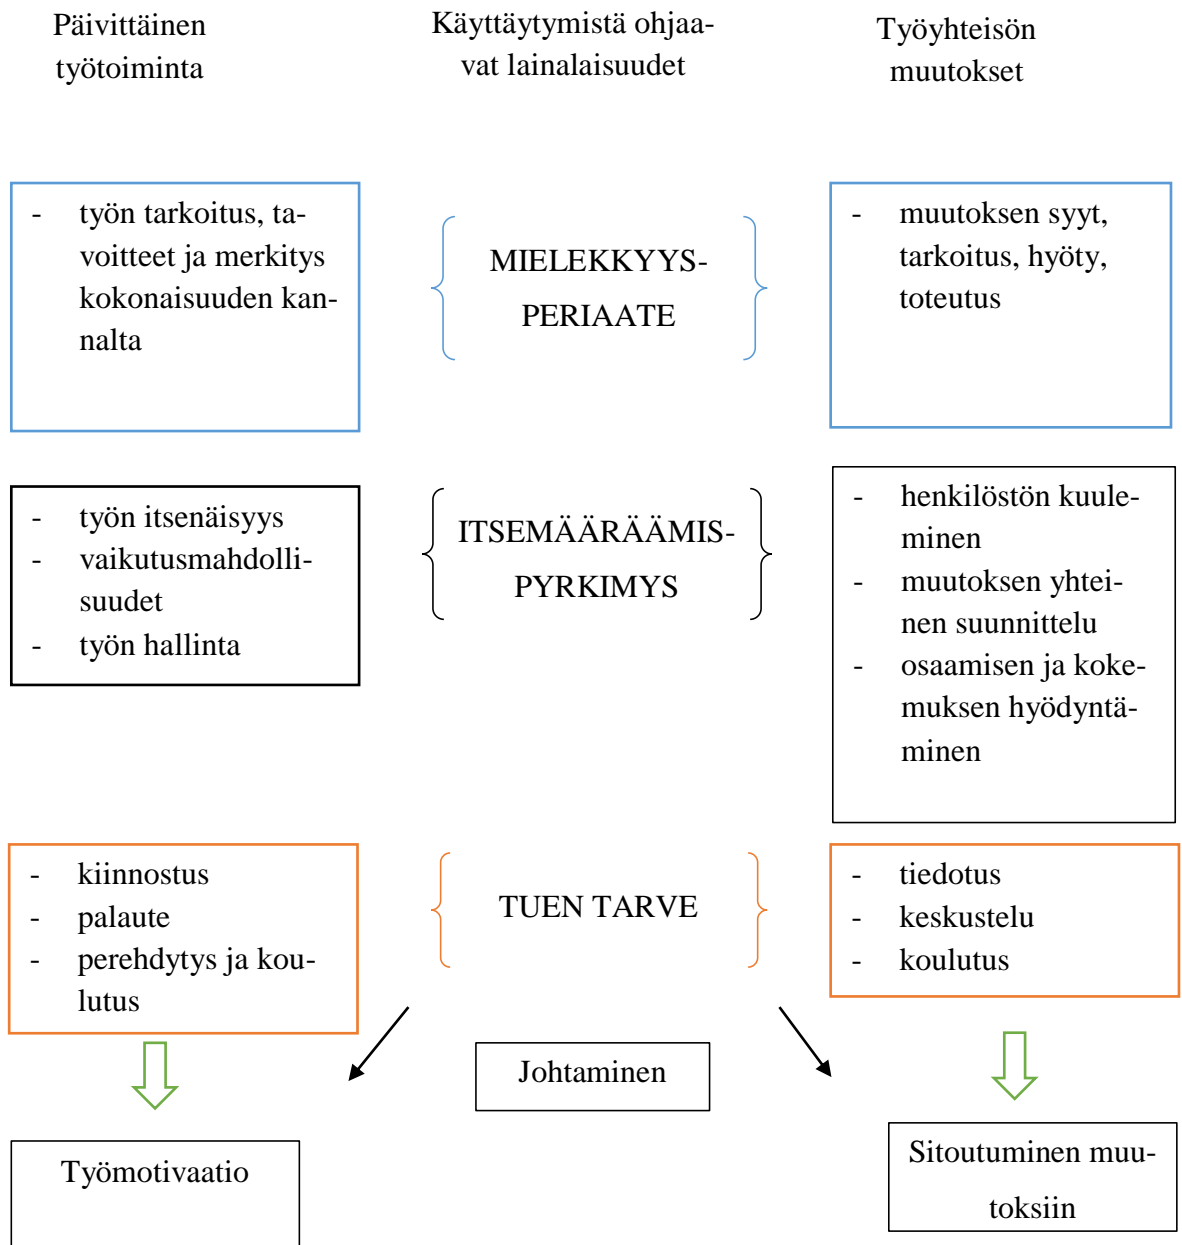 Päivittäinen
työtoiminta
Käyttäytymistä ohjaa-
vat lainalaisuudet
Työyhteisön
muutokset
- työn tarkoitus, ta-
voitteet ja merkitys
kokonaisuuden kan-
nalta
MIELEKKYYS-
PERIAATE
- muutoksen syyt,
tarkoitus, hyöty,
toteutus
- työn itsenäisyys
- vaikutusmahdolli-
suudet
- työn hallinta
ITSEMÄÄRÄÄMIS-
PYRKIMYS
- henkilöstön kuule-
minen
- muutoksen yhtei-
nen suunnittelu
- osaamisen ja koke-
muksen hyödyntä-
minen
- kiinnostus
- palaute
- perehdytys ja kou-
lutus
TUEN TARVE
- tiedotus
- keskustelu
- koulutus
Johtaminen
Työmotivaatio
Sitoutuminen muu-
toksiin